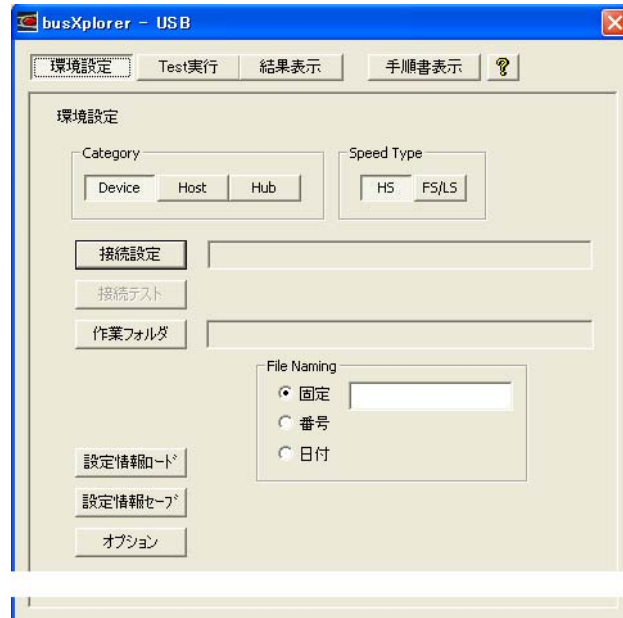 busXplorer - USB
環境設定 Test実行 結果表示 手順書表示 ?
環境設定
Category Speed Type
Device Host Hub HS FS/LS
接続設定
接続テスト
作業フォルダ
File Naming
固定
番号
日付
設定情報ﾛｰﾄﾞ
設定情報ｾｰﾌﾞ
オプション